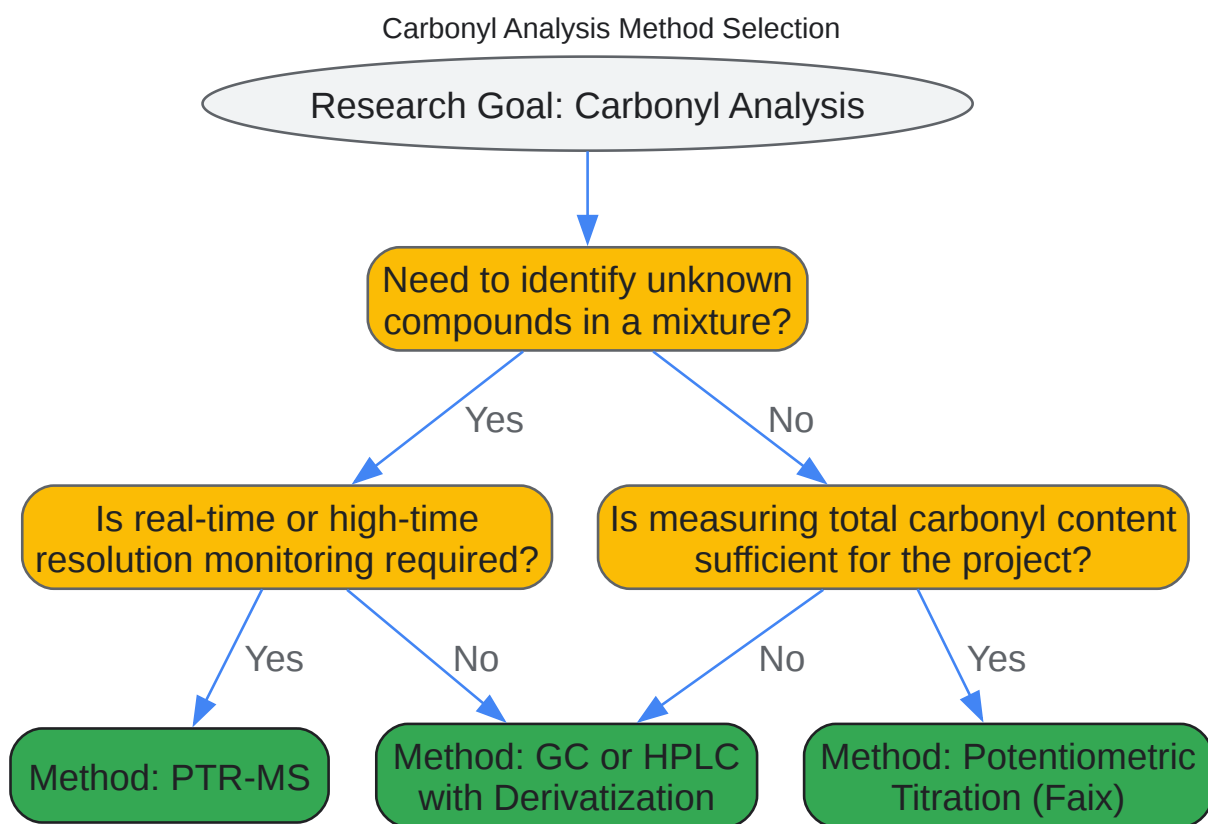 Carbonyl Analysis Method Selection
Research Goal: Carbonyl Analysis
Need to identify unknown
compounds in a mixture?
Yes
No
Is real-time or high-time
resolution monitoring required?
Is measuring total carbonyl content
sufficient for the project?
Yes
No
No
Yes
Method: PTR-MS
Method: GC or HPLC
with Derivatization
Method: Potentiometric
Titration (Faix)